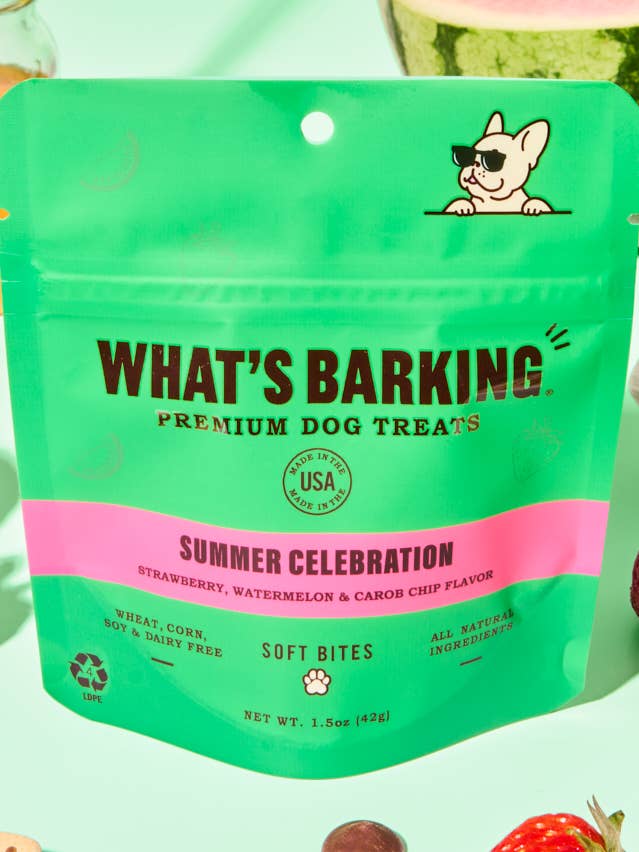 WHAT'S BARKING®
PREMIUM DOG TREATS
MADE IN THE
USA
MADE IN THE
SUMMER CELEBRATION
STRAWBERRY, WATERMELON & CAROB CHIP FLAVOR
WHEAT, CORN,
SOY & DAIRY FREE
SOFT BITES
ALL NATURAL
INGREDIENTS
4
LDPE
NET WT. 1.5oz (42g)